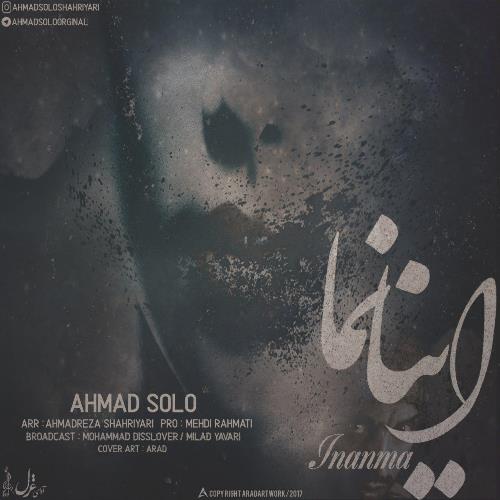 @AHMADSOLOSHAHRIYARI
@AHMADSOLOORGINAL
اینانما
Inanma
AHMAD SOLO
ARR : AHMADREZA SHAHRIYARI PRO : MEHDI RAHMATI
BROADCAST : MOHAMMAD DISSLOVER / MILAD YAVARI
COVER ART : ARAD
COPYRIGHT ARADARTWORK / 2017